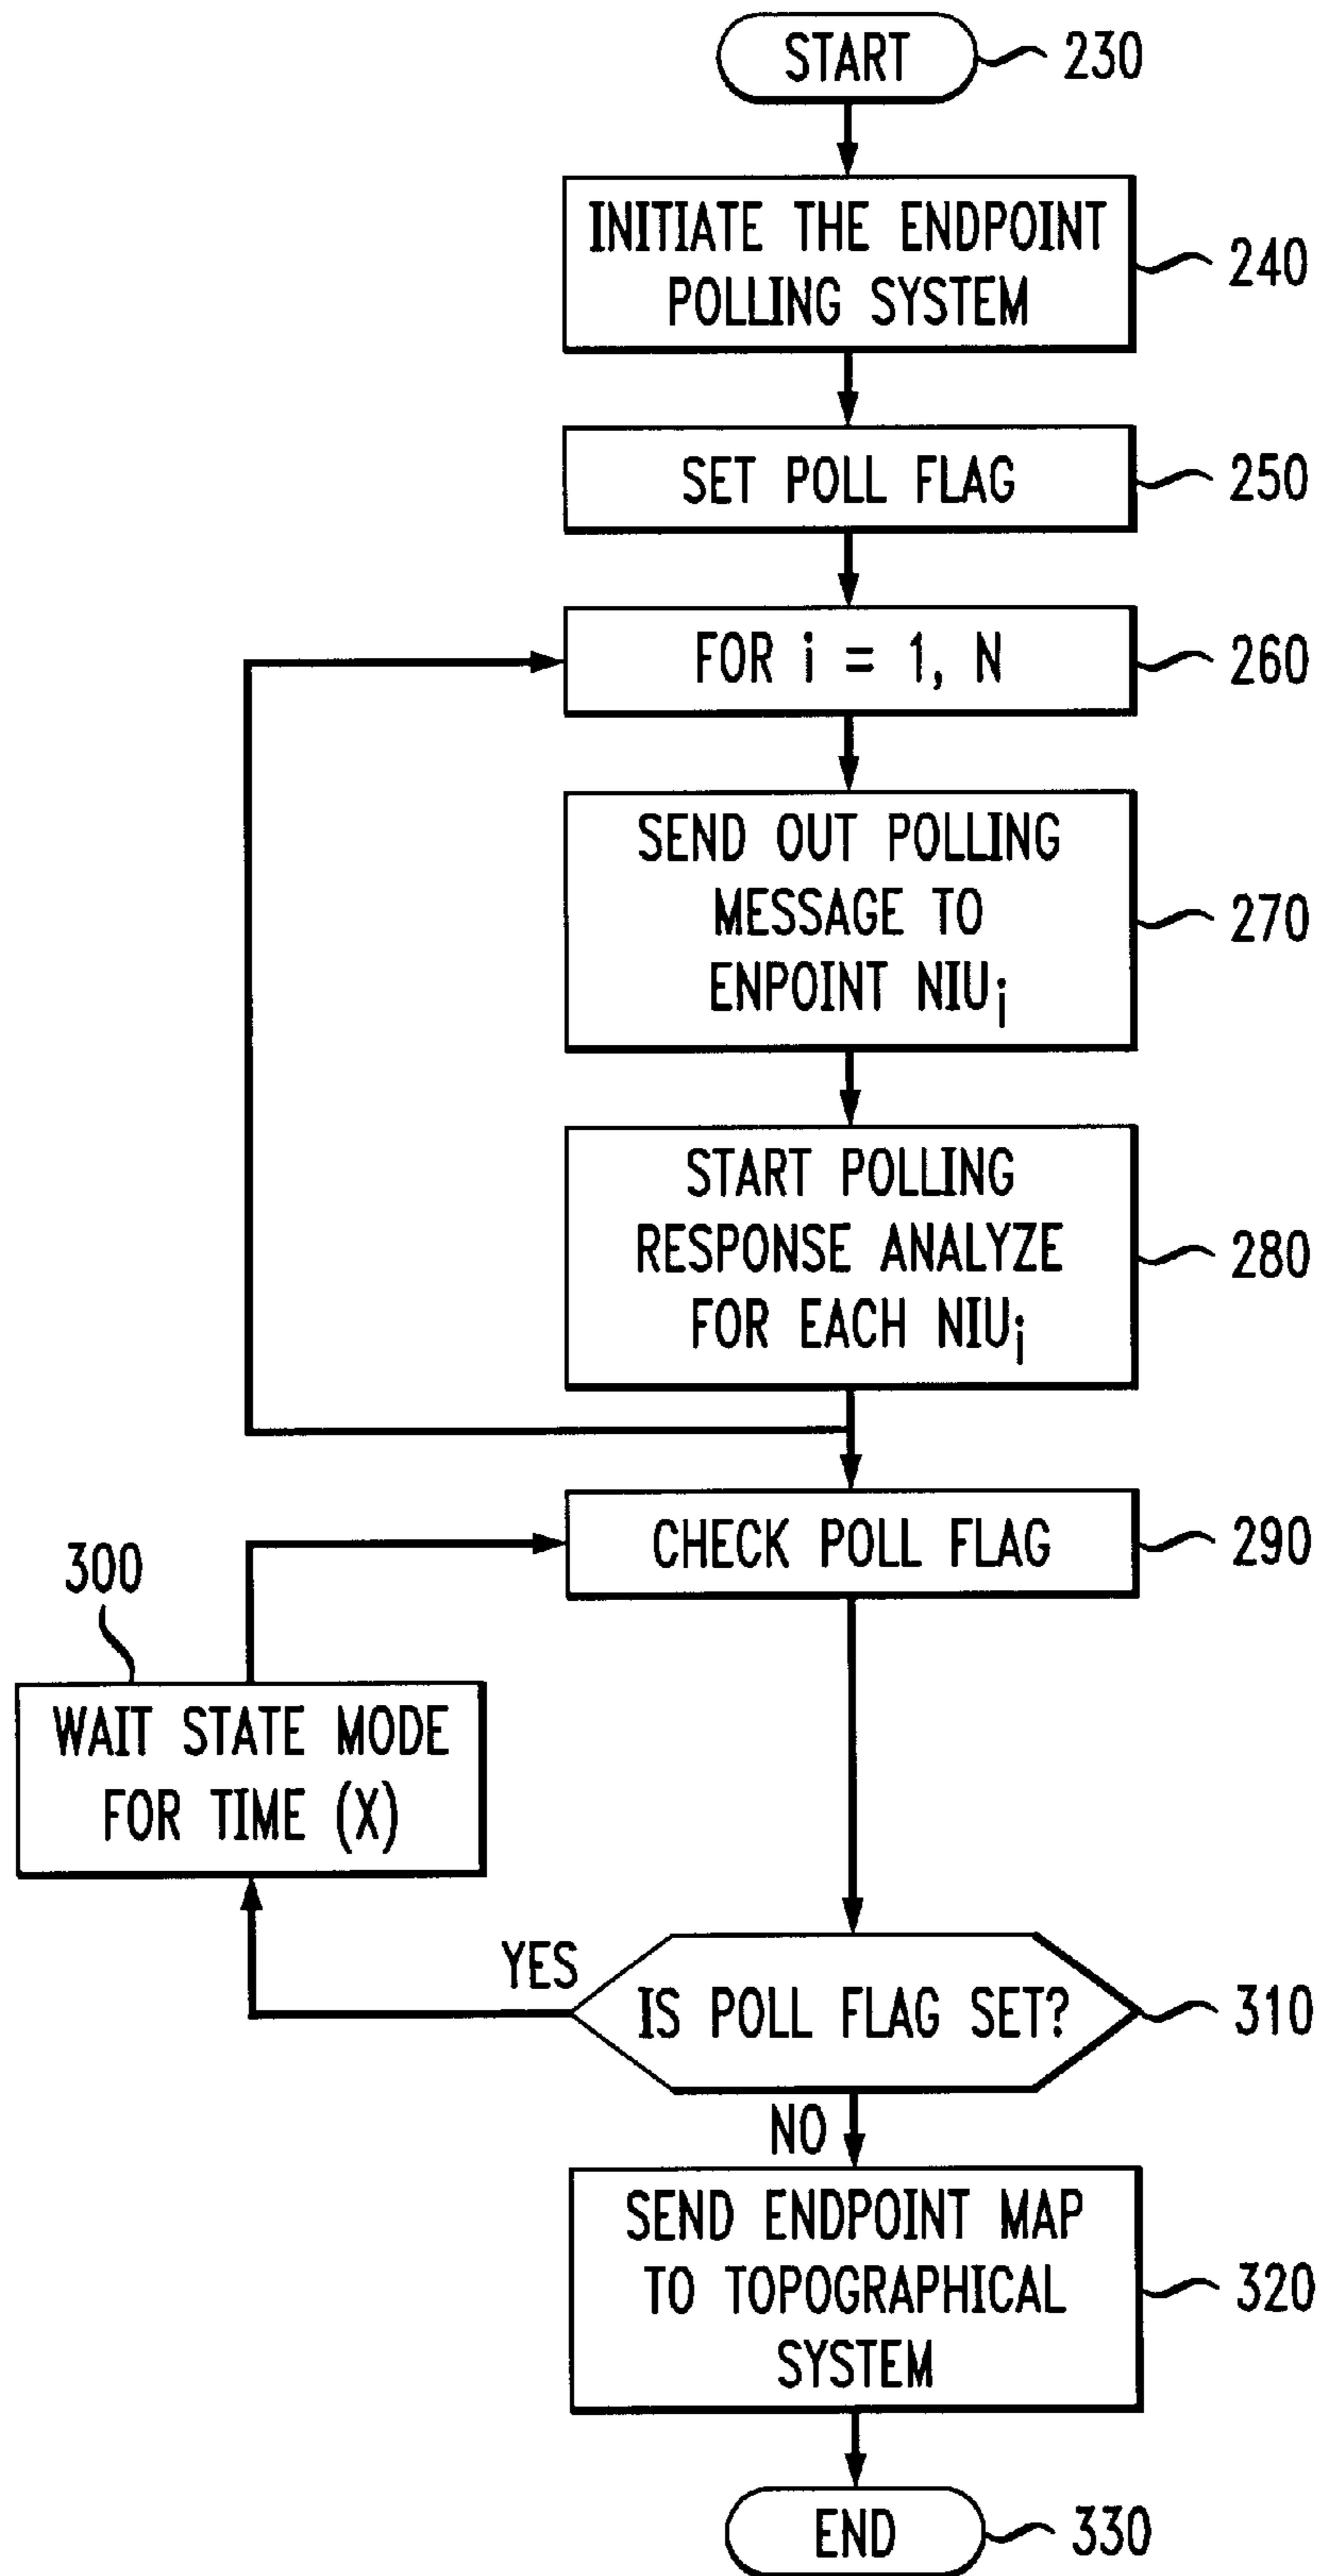 START
230
INITIATE THE ENDPOINT
POLLING SYSTEM
240
SET POLL FLAG
250
FOR i = 1, N
260
SEND OUT POLLING
MESSAGE TO
ENPOINT NIUi
270
START POLLING
RESPONSE ANALYZE
FOR EACH NIUi
280
CHECK POLL FLAG
290
300
WAIT STATE MODE
FOR TIME (X)
YES
IS POLL FLAG SET?
310
NO
SEND ENDPOINT MAP
TO TOPOGRAPHICAL
SYSTEM
320
END
330